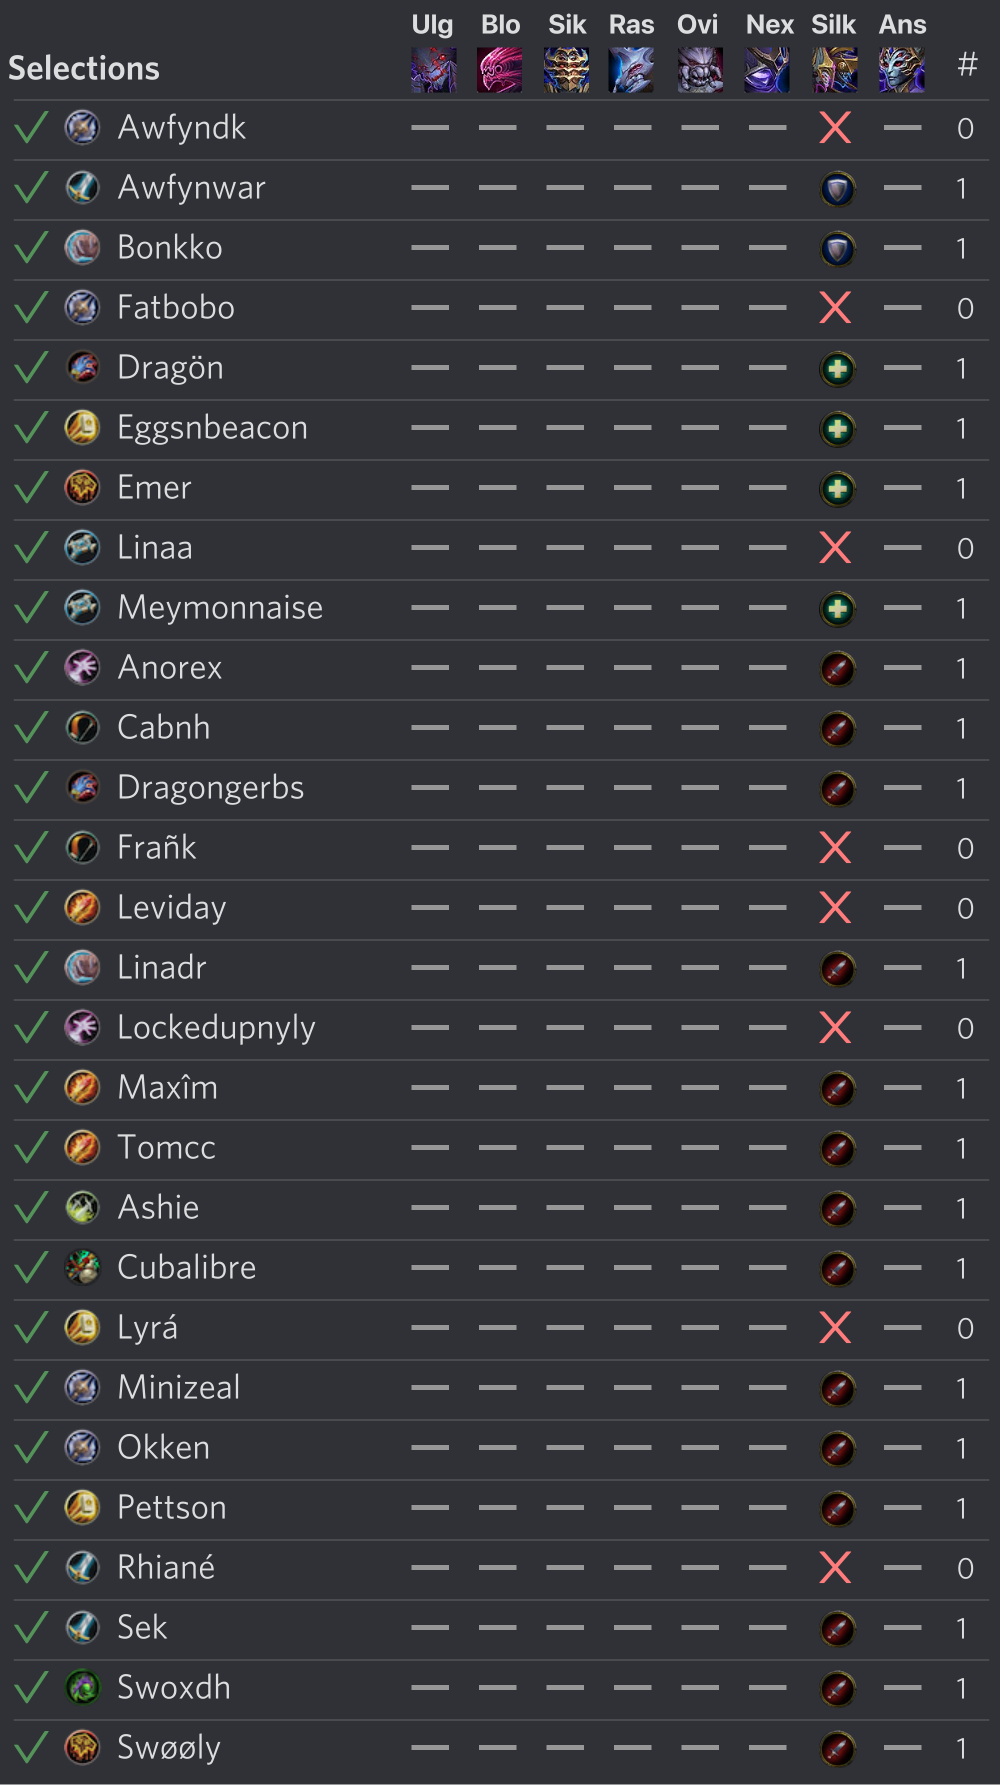 Ulg Blo Sik Ras Ovi Nex Silk Ans
Selections #
Awfyndk 0
Awfynwar 1
Bonkko 1
Fatbobo 0
Dragön 1
Eggsnbeacon 1
Emer 1
Linaa 0
Meymonnaise 1
Anorex 1
Cabnh 1
Dragongerbs 1
Frañk 0
Leviday 0
Linadr 1
Lockedupnyly 0
Maxîm 1
Tomcc 1
Ashie 1
Cubalibre 1
Lyrá 0
Minizeal 1
Okken 1
Pettson 1
Rhiané 0
Sek 1
Swoxdh 1
Swøøly 1